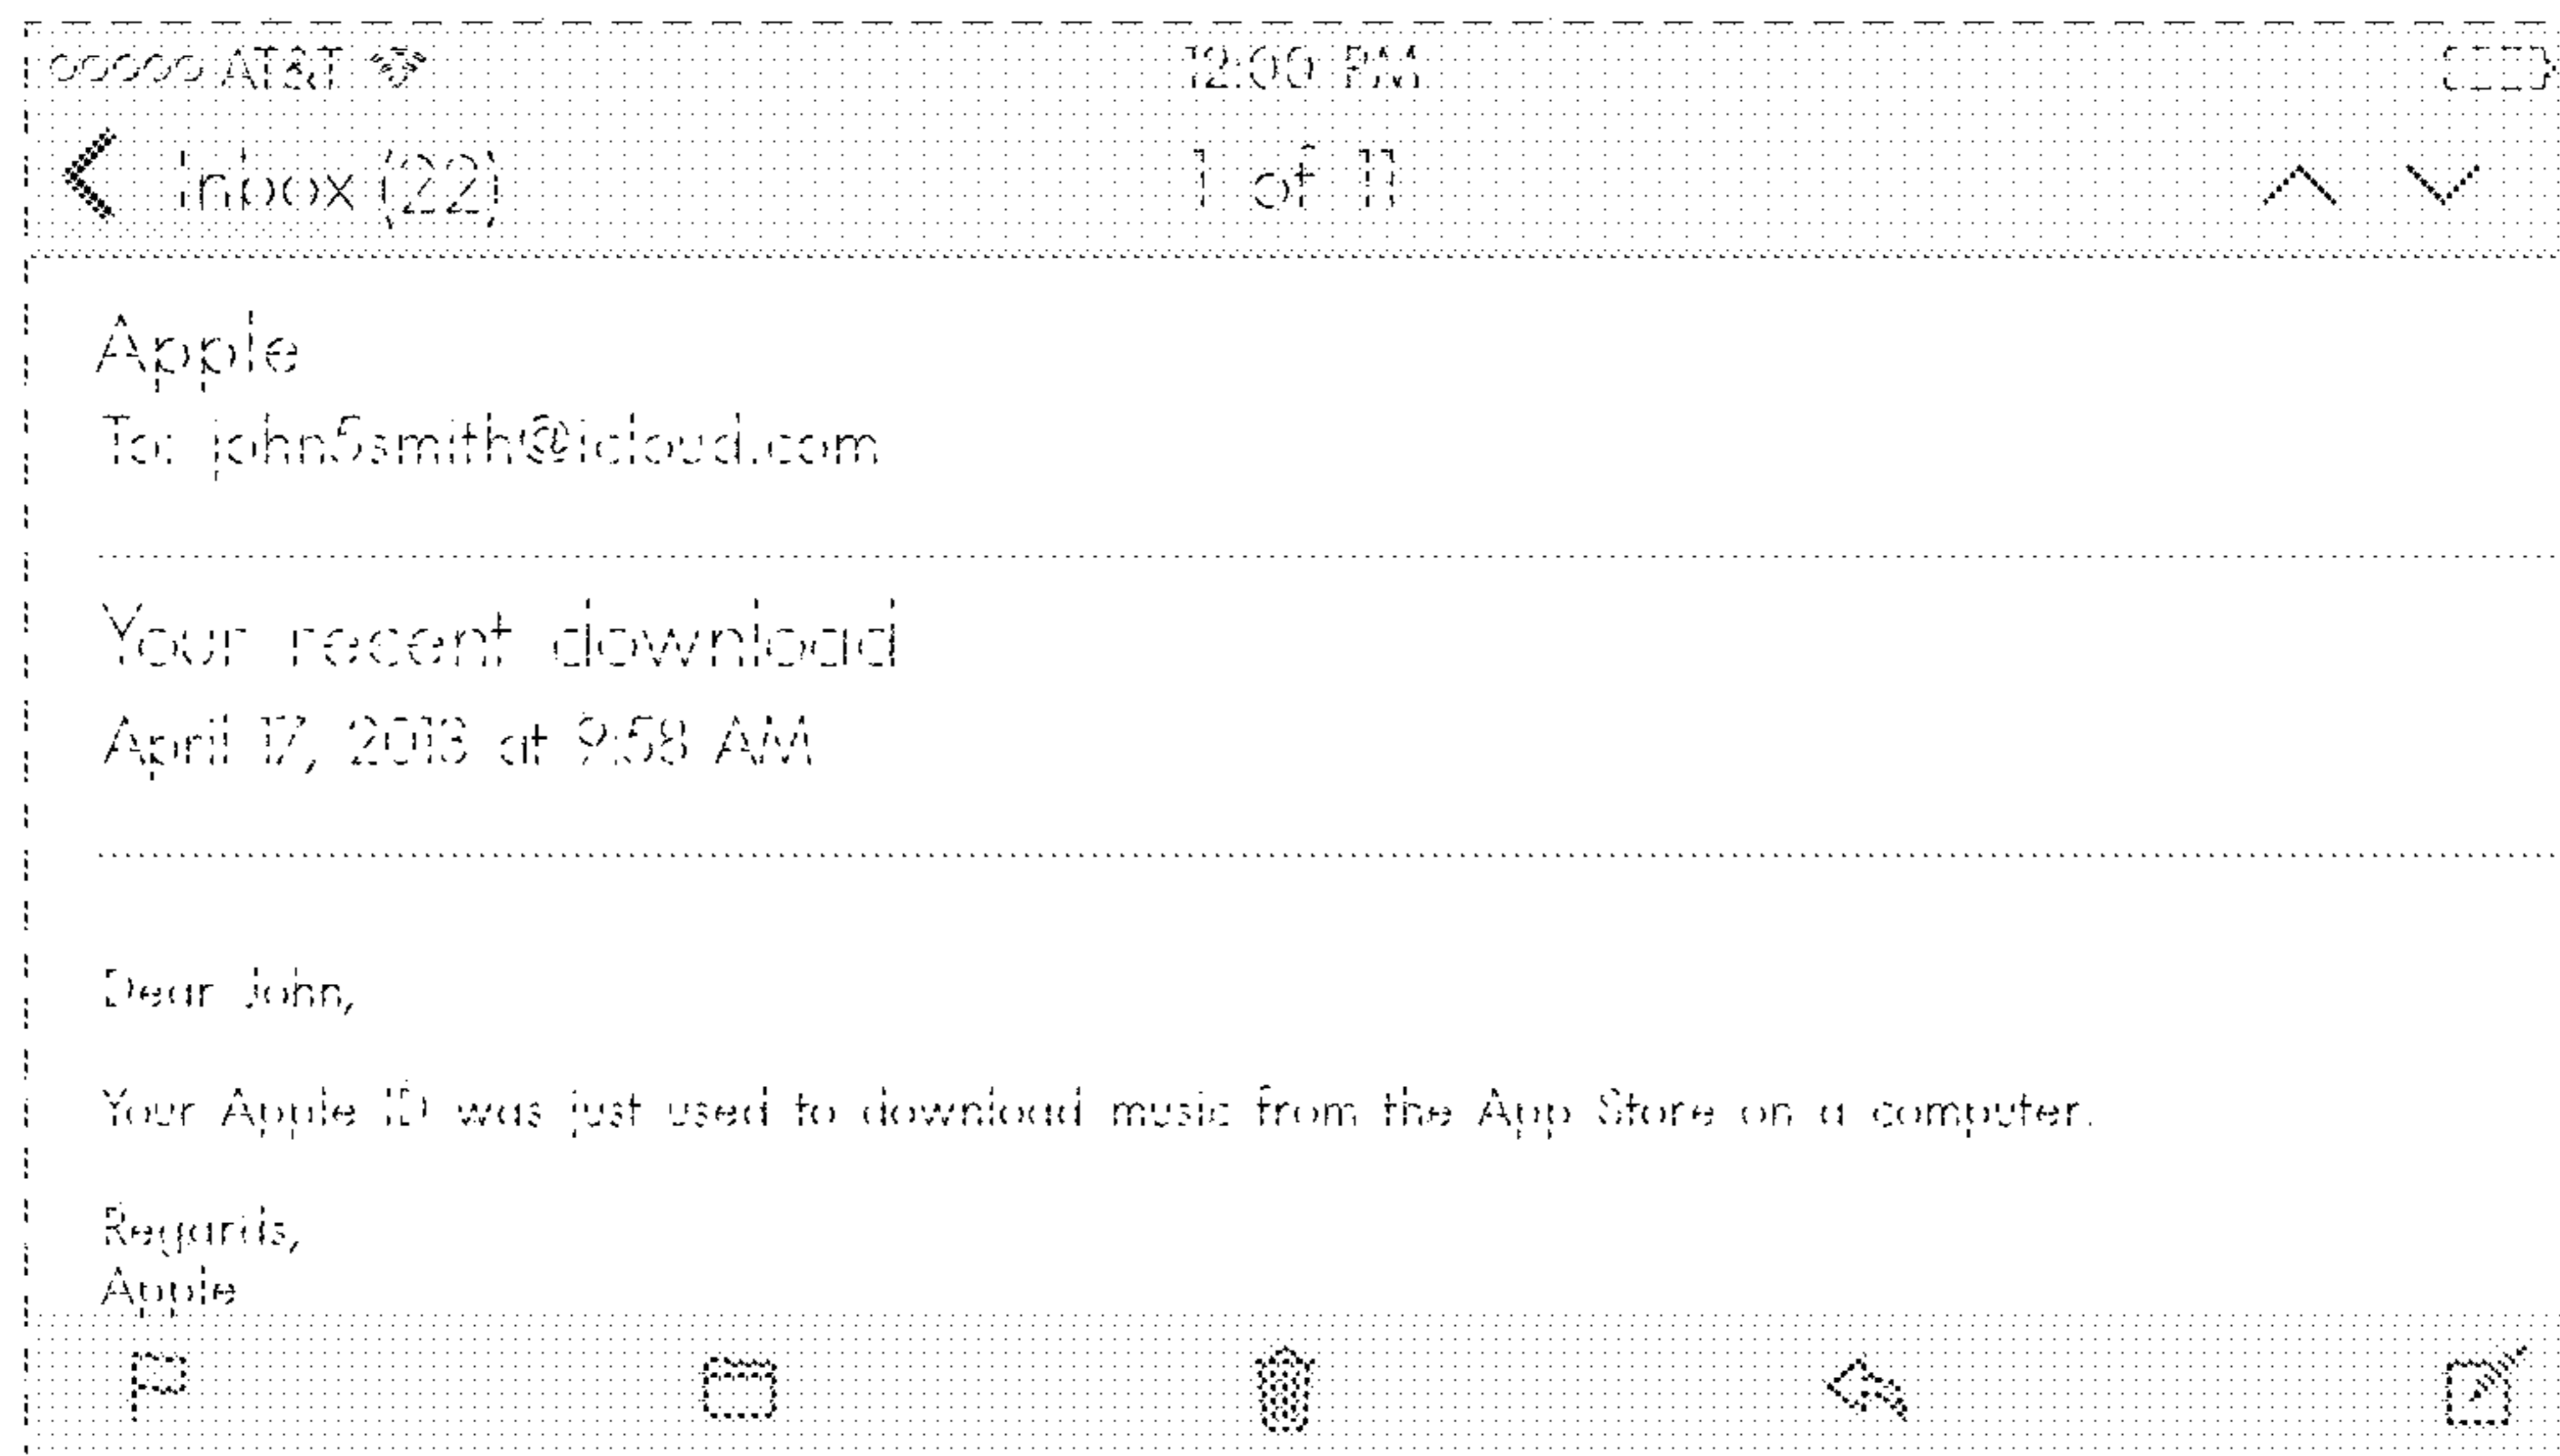 AT&T 12:00 PM
Inbox (22) 1 of 11
Apple
To: john5smith@icloud.com
Your recent download
April 17, 2013 at 9:58 AM
Dear John,
Your Apple ID was just used to download music from the App Store on a computer.
Regards,
Apple